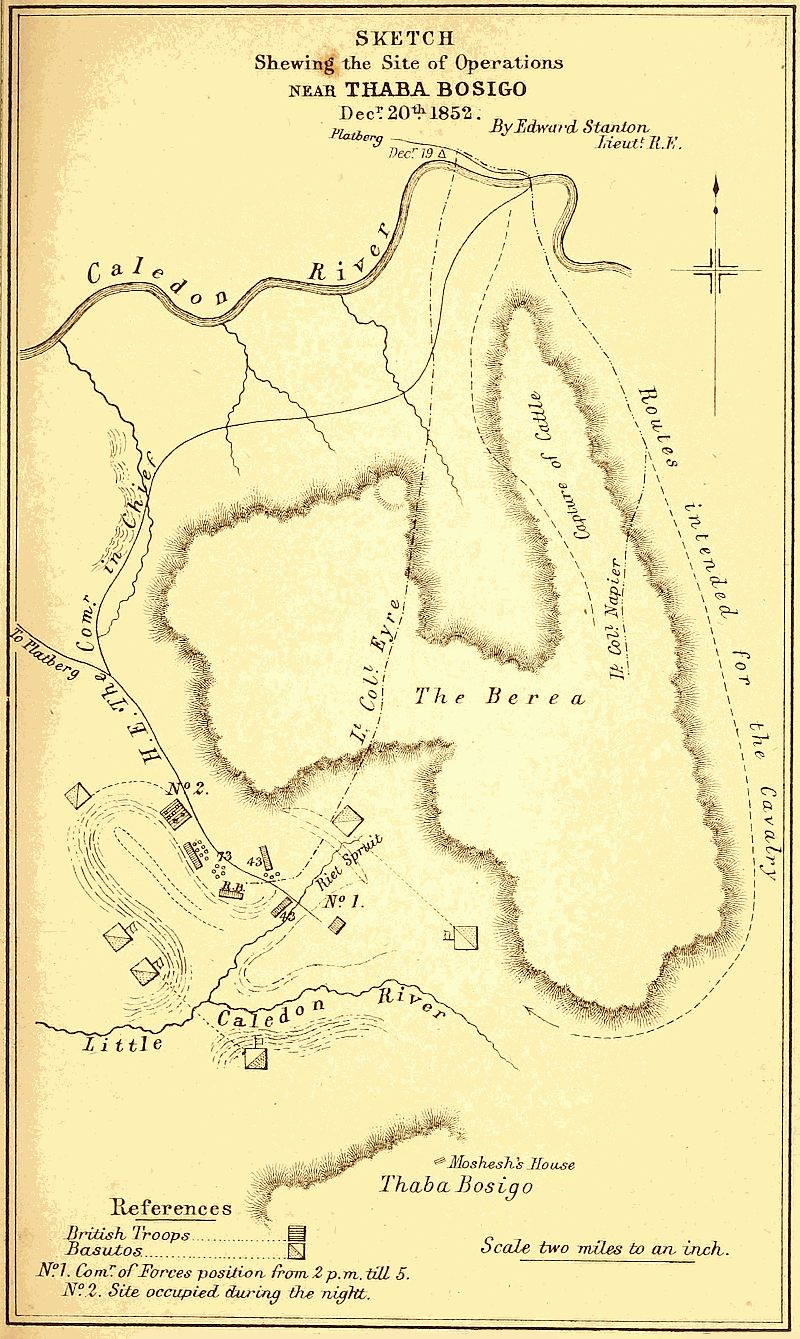 SKETCH
Shewing the Site of Operations
NEAR THABA BOSIGO
Decr. 20th 1852.
By Edward Stanton
Lieut. R.E.
Platberg
Decr. 19
Caledon River
Routes intended for the Cavalry
Capture of Cattle
H.E. The Comr. in Chief
To Platberg
Lt. Coll. Eyre
Lt. Coll. Napier
The Berea
No. 2.
73
43
R.B.
Riet Spruit
No. 1.
43
Little Caledon River
Moshesh's House
Thaba Bosigo
References
British Troops
Basutos
No. 1. Comr. of Forces position from 2 p.m. till 5.
No. 2. Site occupied during the night.
Scale two miles to an inch.